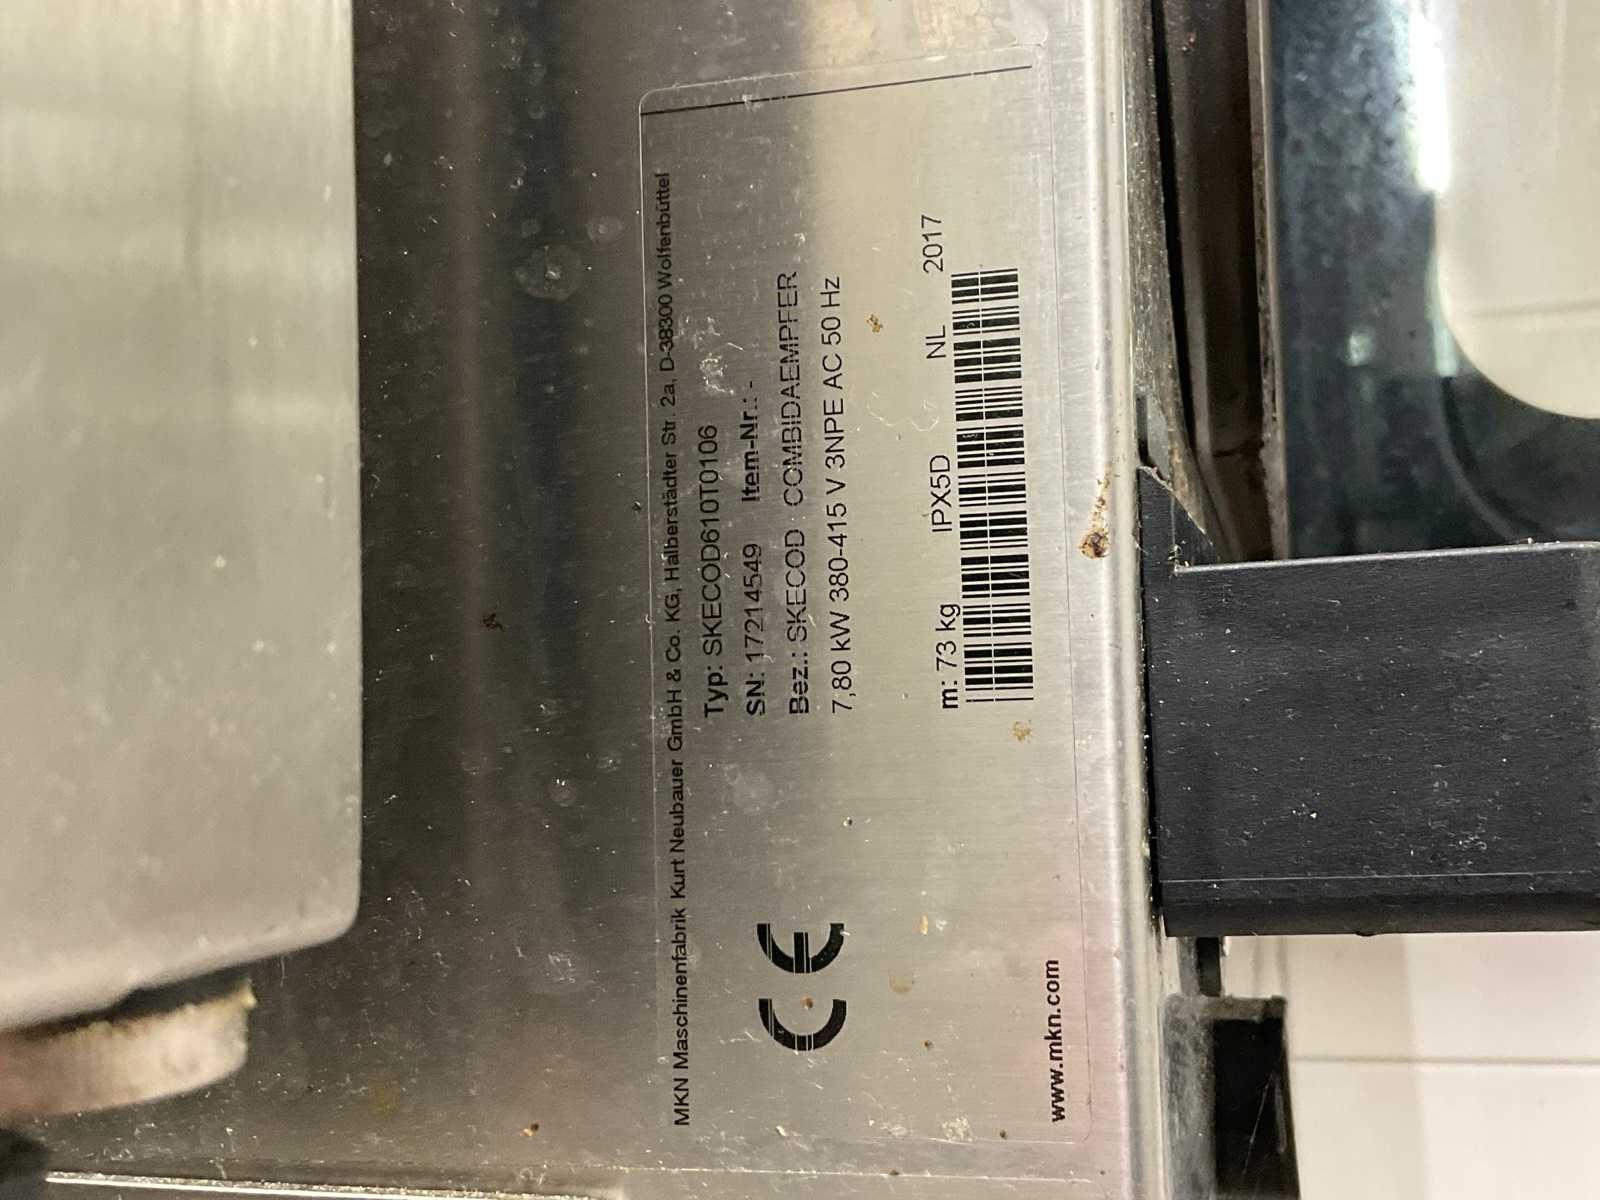 MKN Maschinenfabrik Kurt Neubauer GmbH & Co. KG, Halberstädter Str. 2a, D-38300 Wolfenbüttel
Typ: SKECOD610T0106
SN: 17214549 Item-Nr.: -
Bez.: SKECOD COMBIDAEMPFER
7,80 kW 380-415 V 3NPE AC 50 Hz
CE
m: 73 kg IPX5D NL 2017
www.mkn.com